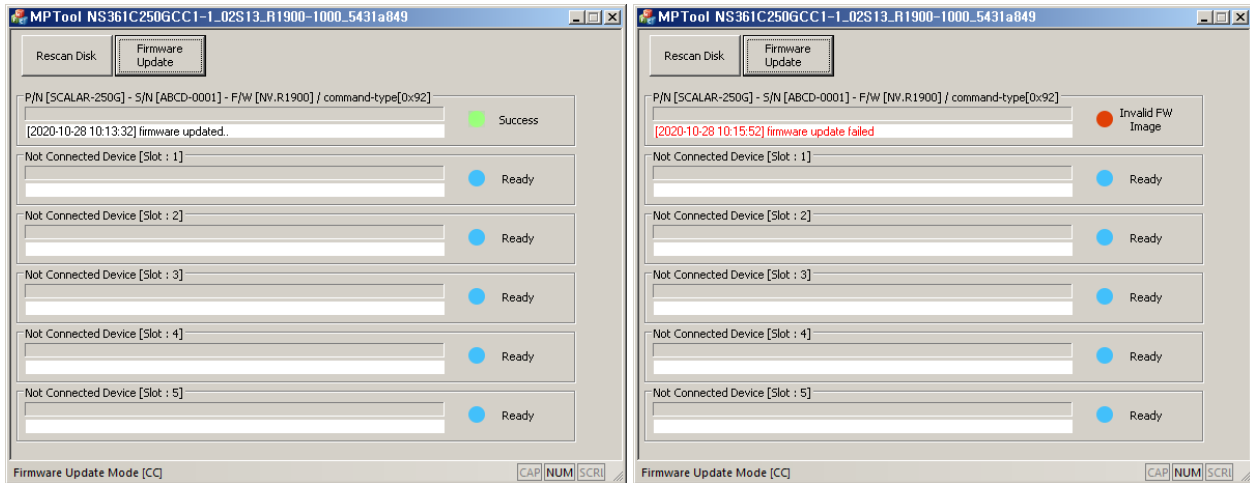 MPTool NS361C250GCC1-1_02S13_R1900-1000_5431a849
Rescan Disk
Firmware
Update
P/N [SCALAR-250G] - S/N [ABCD-0001] - F/W [NV.R1900] / command-type[0x92]
[2020-10-28 10:13:32] firmware updated..
Success
Not Connected Device [Slot : 1]
Ready
Not Connected Device [Slot : 2]
Ready
Not Connected Device [Slot : 3]
Ready
Not Connected Device [Slot : 4]
Ready
Not Connected Device [Slot : 5]
Ready
Firmware Update Mode [CC]
CAP NUM SCRL
MPTool NS361C250GCC1-1_02S13_R1900-1000_5431a849
Rescan Disk
Firmware
Update
P/N [SCALAR-250G] - S/N [ABCD-0001] - F/W [NV.R1900] / command-type[0x92]
[2020-10-28 10:15:52] firmware update failed
Invalid FW
Image
Not Connected Device [Slot : 1]
Ready
Not Connected Device [Slot : 2]
Ready
Not Connected Device [Slot : 3]
Ready
Not Connected Device [Slot : 4]
Ready
Not Connected Device [Slot : 5]
Ready
Firmware Update Mode [CC]
CAP NUM SCRL